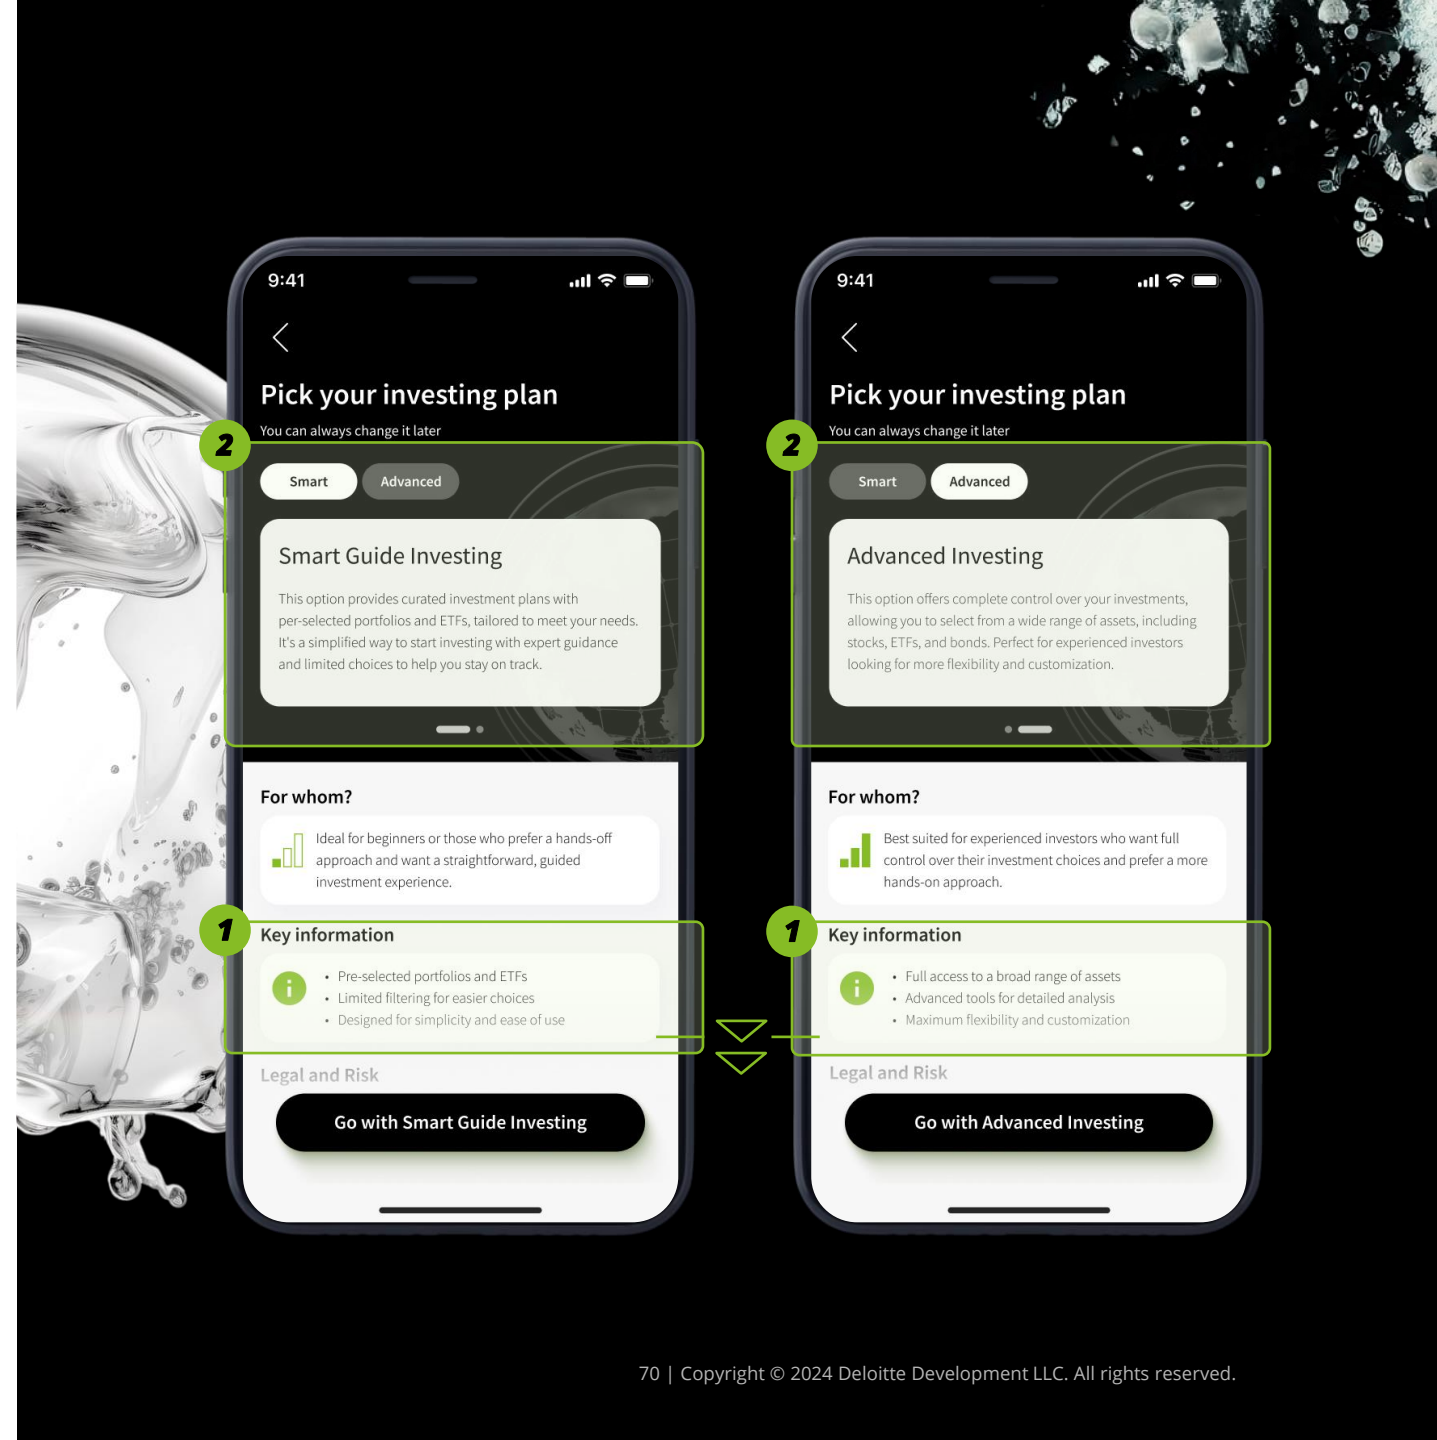 9:41
Pick your investing plan
You can always change it later
2
Smart Advanced
Smart Guide Investing
This option provides curated investment plans with
per-selected portfolios and ETFs, tailored to meet your needs.
It's a simplified way to start investing with expert guidance
and limited choices to help you stay on track.
For whom?
Ideal for beginners or those who prefer a hands-off
approach and want a straightforward, guided
investment experience.
1
Key information
• Pre-selected portfolios and ETFs
• Limited filtering for easier choices
• Designed for simplicity and ease of use
Legal and Risk
Go with Smart Guide Investing
9:41
Pick your investing plan
You can always change it later
2
Smart Advanced
Advanced Investing
This option offers complete control over your investments,
allowing you to select from a wide range of assets, including
stocks, ETFs, and bonds. Perfect for experienced investors
looking for more flexibility and customization.
For whom?
Best suited for experienced investors who want full
control over their investment choices and prefer a more
hands-on approach.
1
Key information
• Full access to a broad range of assets
• Advanced tools for detailed analysis
• Maximum flexibility and customization
Legal and Risk
Go with Advanced Investing
70 | Copyright © 2024 Deloitte Development LLC. All rights reserved.